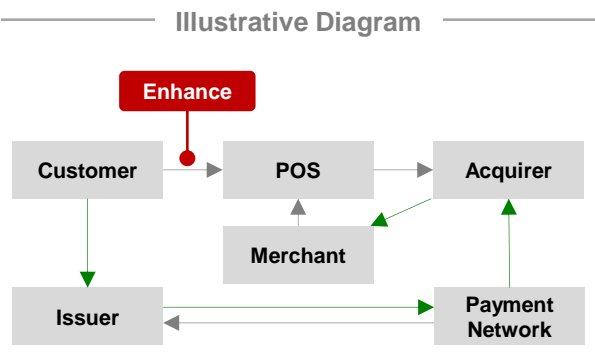 Illustrative Diagram
Enhance
Customer
POS
Acquirer
Merchant
Issuer
Payment
Network